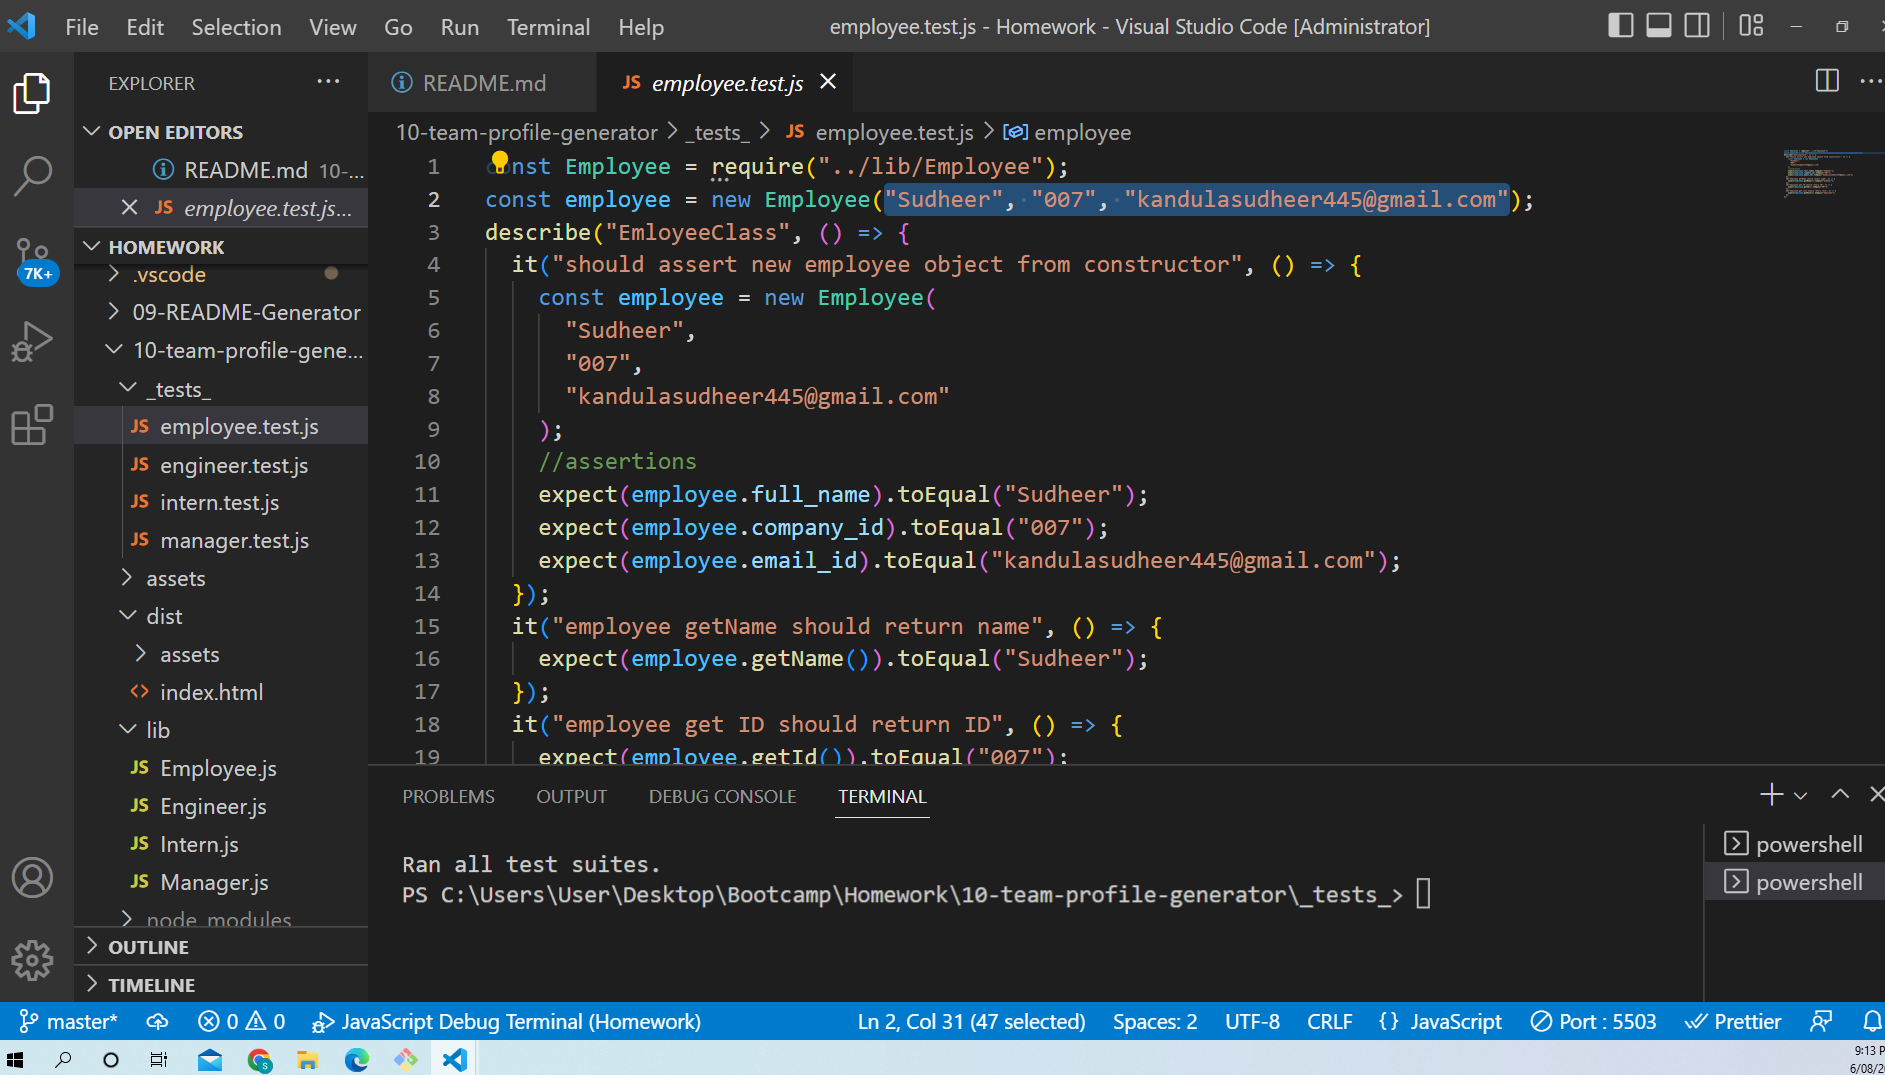 File Edit Selection View Go Run Terminal Help employee.test.js - Homework - Visual Studio Code [Administrator]
EXPLORER ···
README.md JS employee.test.js
OPEN EDITORS
README.md 10-...
JS employee.test.js...
HOMEWORK
7K+
.vscode
09-README-Generator
10-team-profile-gene...
_tests_
JS employee.test.js
JS engineer.test.js
JS intern.test.js
JS manager.test.js
assets
dist
assets
<> index.html
lib
JS Employee.js
JS Engineer.js
JS Intern.js
JS Manager.js
node_modules
OUTLINE
TIMELINE
10-team-profile-generator > _tests_ > JS employee.test.js > employee
1 const Employee = require("../lib/Employee");
2 const employee = new Employee("Sudheer", "007", "kandulasudheer445@gmail.com");
3 describe("EmloyeeClass", () => {
4 it("should assert new employee object from constructor", () => {
5 const employee = new Employee(
6 "Sudheer",
7 "007",
8 "kandulasudheer445@gmail.com"
9 );
10 //assertions
11 expect(employee.full_name).toEqual("Sudheer");
12 expect(employee.company_id).toEqual("007");
13 expect(employee.email_id).toEqual("kandulasudheer445@gmail.com");
14 });
15 it("employee getName should return name", () => {
16 expect(employee.getName()).toEqual("Sudheer");
17 });
18 it("employee get ID should return ID", () => {
19 expect(employee.getId()).toEqual("007");
PROBLEMS OUTPUT DEBUG CONSOLE TERMINAL
Ran all test suites.
PS C:\Users\User\Desktop\Bootcamp\Homework\10-team-profile-generator\_tests_>
powershell
powershell
master* 0 0 JavaScript Debug Terminal (Homework) Ln 2, Col 31 (47 selected) Spaces: 2 UTF-8 CRLF {} JavaScript Port : 5503 Prettier
9:13 P
6/08/2